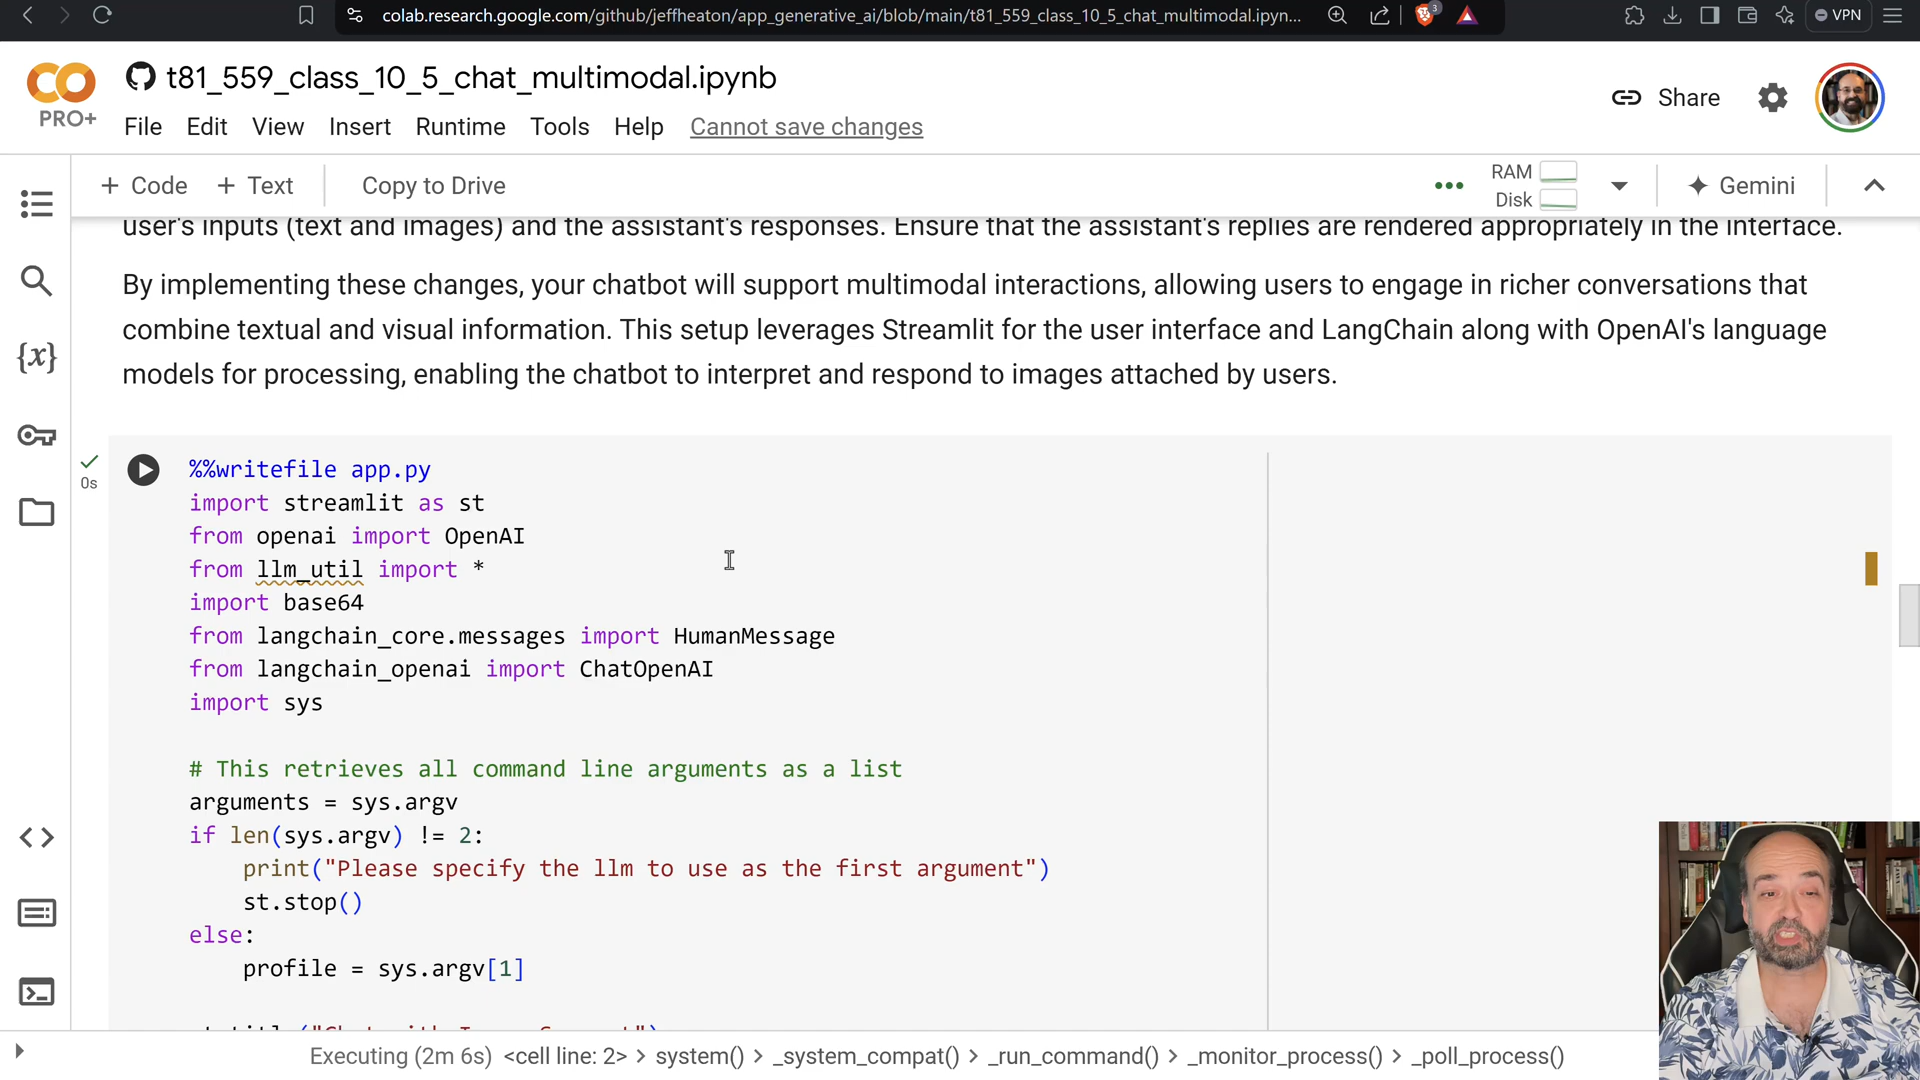 colab.research.google.com/github/jeffheaton/app_generative_ai/blob/main/t81_559_class_10_5_chat_multimodal.ipyn...
3
VPN
PRO+
t81_559_class_10_5_chat_multimodal.ipynb
File Edit View Insert Runtime Tools Help Cannot save changes
Share
+ Code + Text Copy to Drive
RAM
Disk
Gemini
user's inputs (text and images) and the assistant's responses. Ensure that the assistant's replies are rendered appropriately in the interface.
By implementing these changes, your chatbot will support multimodal interactions, allowing users to engage in richer conversations that
combine textual and visual information. This setup leverages Streamlit for the user interface and LangChain along with OpenAI's language
models for processing, enabling the chatbot to interpret and respond to images attached by users.
0s
%%writefile app.py
import streamlit as st
from openai import OpenAI
from llm_util import *
import base64
from langchain_core.messages import HumanMessage
from langchain_openai import ChatOpenAI
import sys
# This retrieves all command line arguments as a list
arguments = sys.argv
if len(sys.argv) != 2:
print("Please specify the llm to use as the first argument")
st.stop()
else:
profile = sys.argv[1]
Executing (2m 6s) <cell line: 2> > system() > _system_compat() > _run_command() > _monitor_process() > _poll_process()